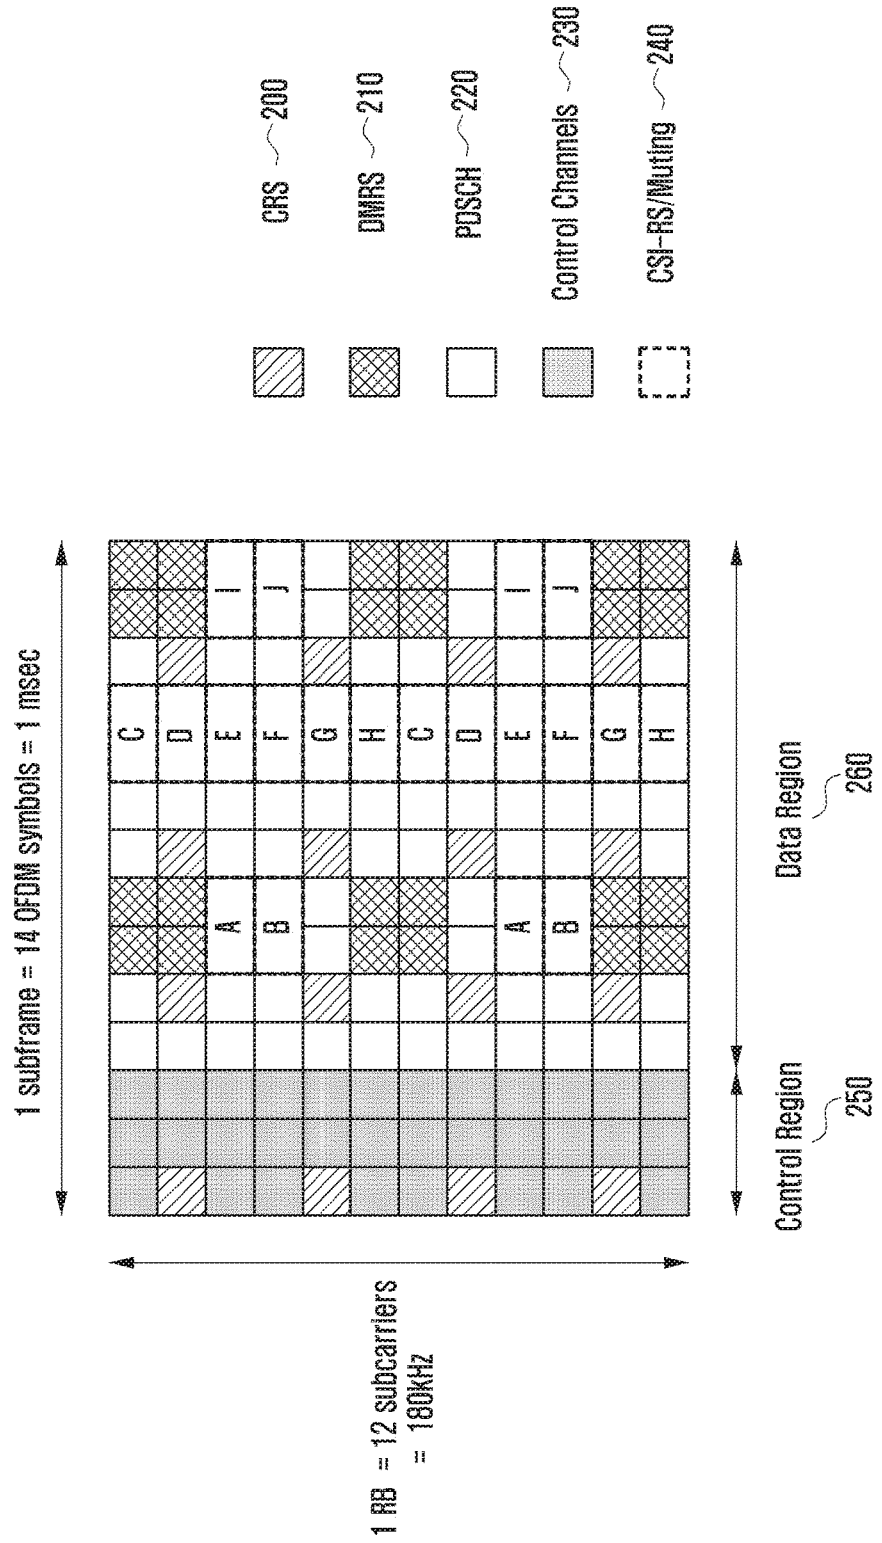 1 subframe = 14 OFDM symbols = 1 msec
1 RB = 12 subcarriers
= 180kHz
C
D
E I
F J
G
H
C
D
E I
F J
G
H
A
B
A
B
Control Region
250
Data Region
260
CRS 200
DMRS 210
PDSCH 220
Control Channels 230
CSI-RS/Muting 240